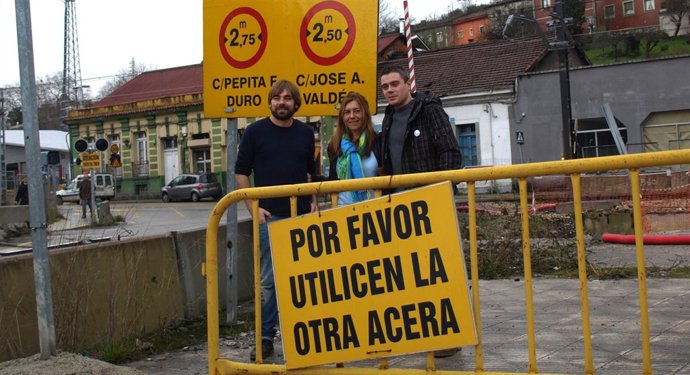 m
2,75
m
2,50
C/PEPITA F.
DURO
C/JOSE A.
VALDÉS
POR FAVOR
UTILICEN LA
OTRA ACERA